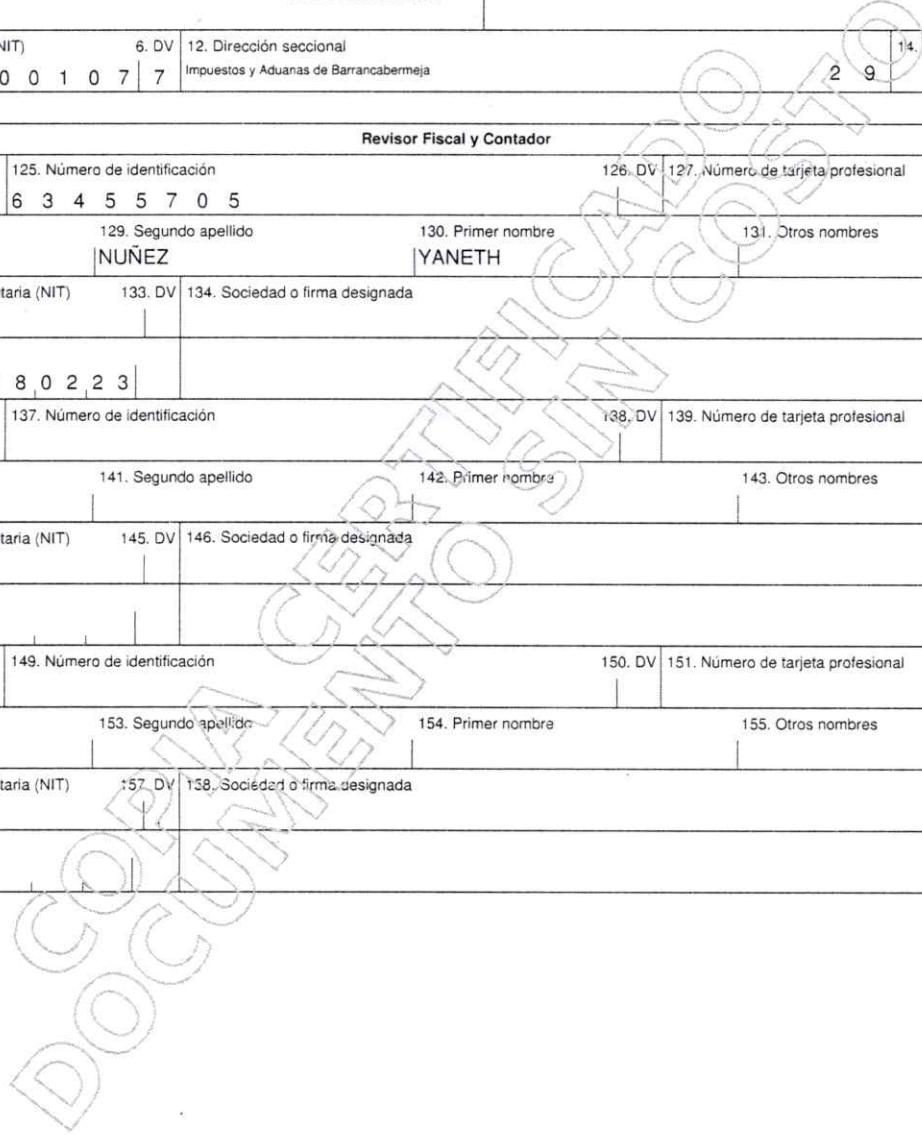 NIT) 6. DV 12. Dirección seccional 14.
0 0 1 0 7 7 Impuestos y Aduanas de Barrancabermeja 2 9
Revisor Fiscal y Contador
125. Número de identificación 126. DV 127. Número de tarjeta profesional
6 3 4 5 5 7 0 5
129. Segundo apellido 130. Primer nombre 131. Otros nombres
NUÑEZ YANETH
taria (NIT) 133. DV 134. Sociedad o firma designada
8 0 2 2 3
137. Número de identificación 138. DV 139. Número de tarjeta profesional
141. Segundo apellido 142. Primer nombre 143. Otros nombres
taria (NIT) 145. DV 146. Sociedad o firma designada
149. Número de identificación 150. DV 151. Número de tarjeta profesional
153. Segundo apellido 154. Primer nombre 155. Otros nombres
taria (NIT) 157. DV 158. Sociedad o firma designada
COPIA CERTIFICADO
DOCUMENTO SIN COSTO